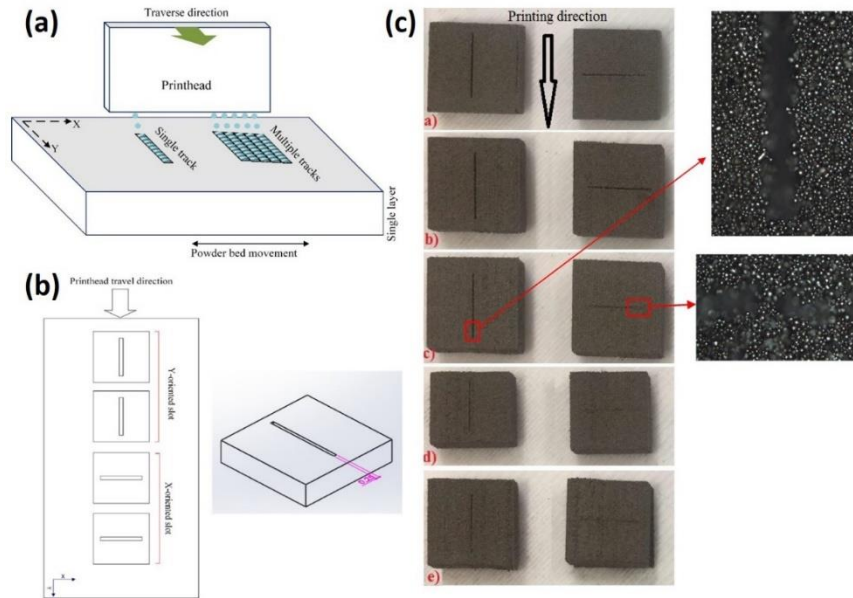 (a)
Traverse direction
Printhead
X
Y
Single track
Multiple tracks
Single layer
Powder bed movement
(b)
Printhead travel direction
Y-oriented slot
X-oriented slot
X
(c)
Printing direction
a)
b)
c)
d)
e)